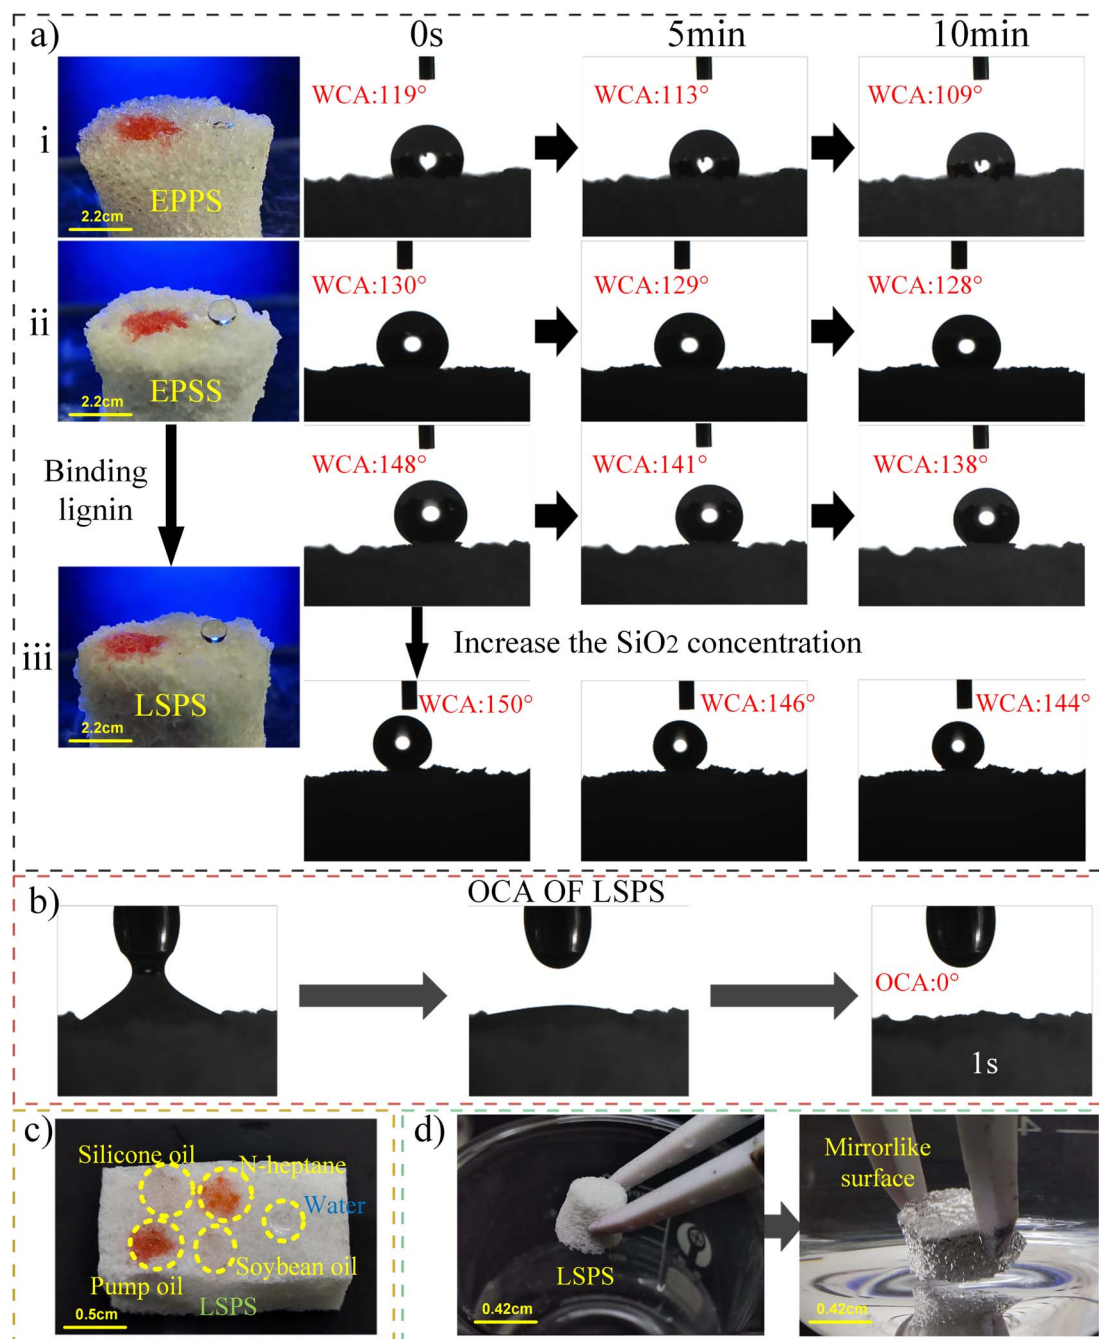 a)
0s
5min
10min
i
EPPS
2.2cm
WCA:119°
WCA:113°
WCA:109°
ii
EPSS
2.2cm
WCA:130°
WCA:129°
WCA:128°
Binding
lignin
WCA:148°
WCA:141°
WCA:138°
iii
LSPS
2.2cm
Increase the SiO2 concentration
WCA:150°
WCA:146°
WCA:144°
b)
OCA OF LSPS
OCA:0°
1s
c)
Silicone oil
N-heptane
Water
Pump oil
Soybean oil
LSPS
0.5cm
d)
LSPS
0.42cm
Mirrorlike
surface
4
0.42cm